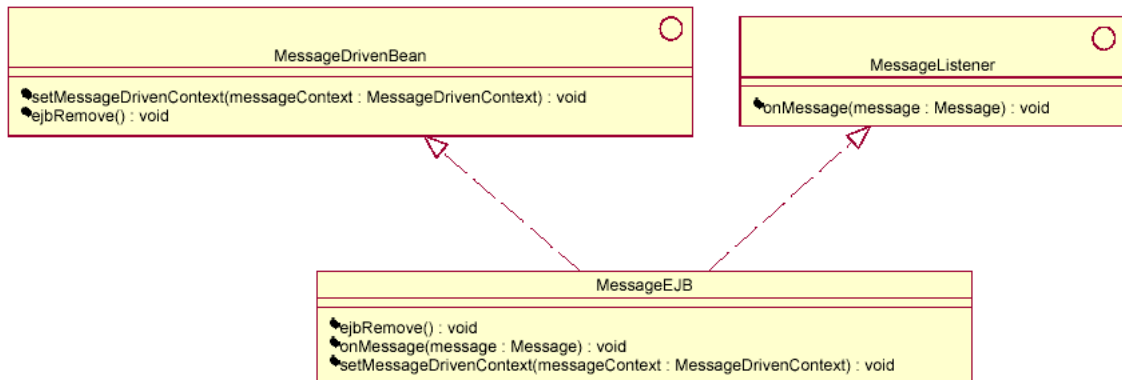 MessageDrivenBean
setMessageDrivenContext(messageContext : MessageDrivenContext) : void
ejbRemove() : void
MessageListener
onMessage(message : Message) : void
MessageEJB
ejbRemove() : void
onMessage(message : Message) : void
setMessageDrivenContext(messageContext : MessageDrivenContext) : void